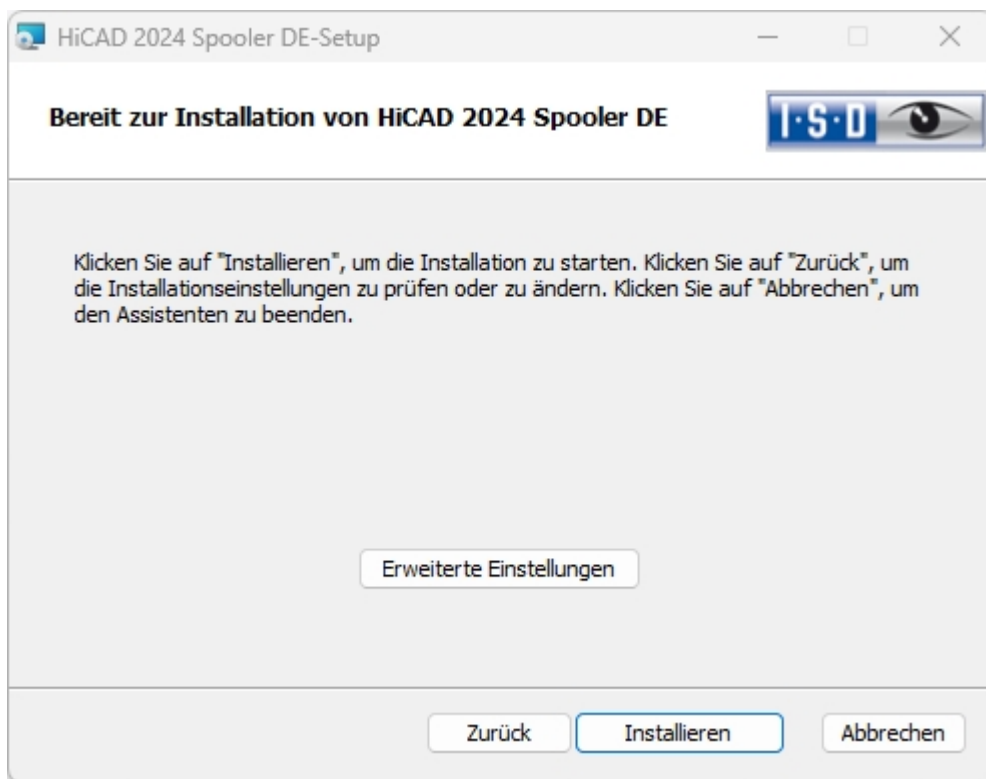 HiCAD 2024 Spooler DE-Setup
Bereit zur Installation von HiCAD 2024 Spooler DE
I·S·D
Klicken Sie auf "Installieren", um die Installation zu starten. Klicken Sie auf "Zurück", um
die Installationseinstellungen zu prüfen oder zu ändern. Klicken Sie auf "Abbrechen", um
den Assistenten zu beenden.
Erweiterte Einstellungen
Zurück
Installieren
Abbrechen